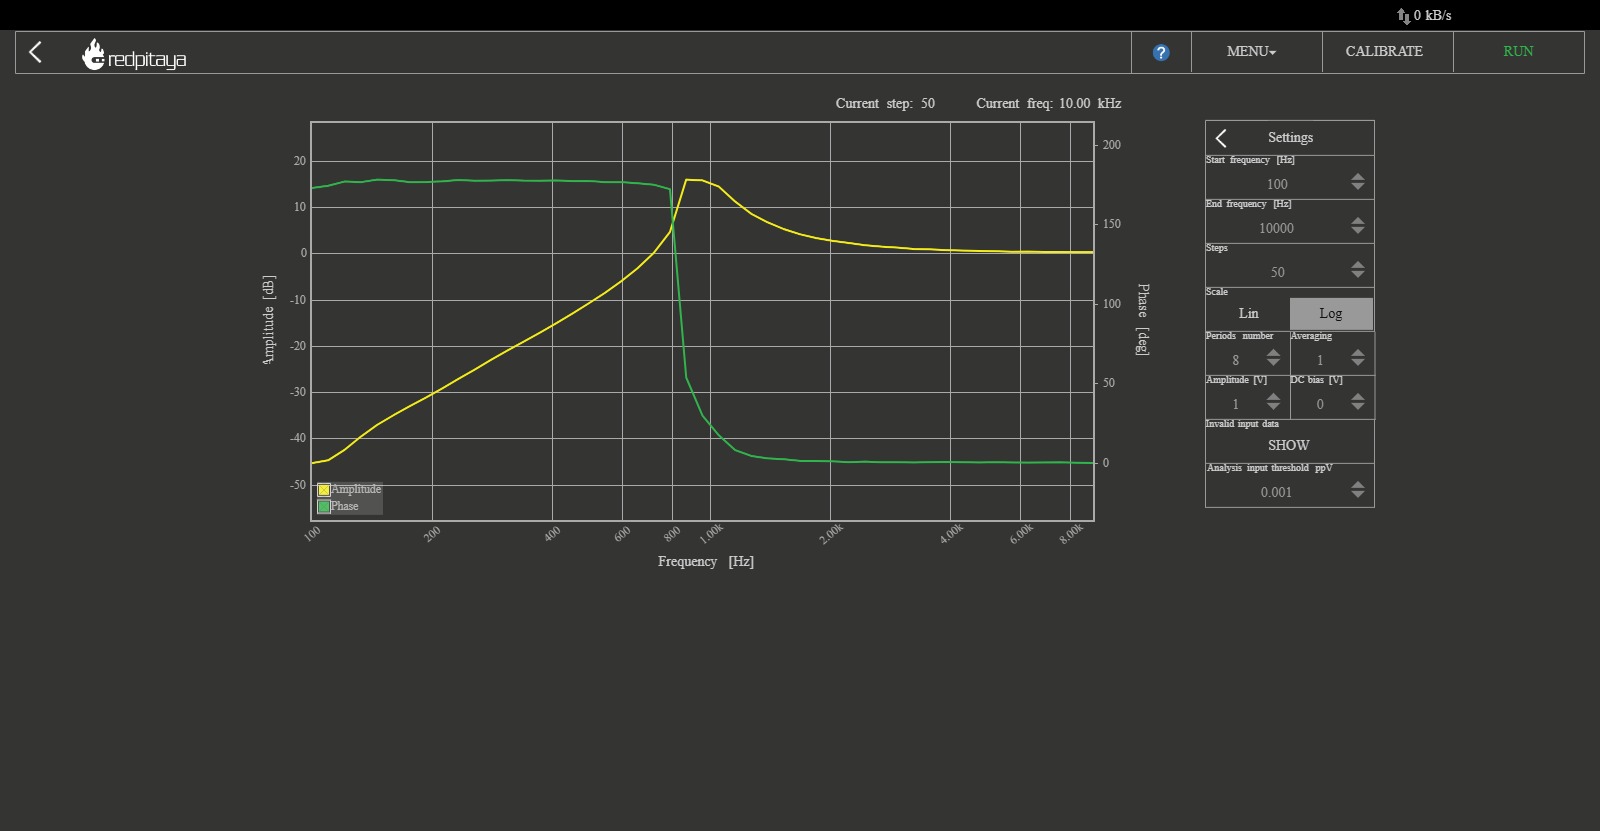 0 kB/s
redpitaya
?
MENU
CALIBRATE
RUN
Current step: 50 Current freq: 10.00 kHz
20
10
0
-10
-20
-30
-40
-50
Amplitude [dB]
200
150
100
50
0
Phase [deg]
Amplitude
Phase
100 200 400 600 800 1.00k 2.00k 4.00k 6.00k 8.00k
Frequency [Hz]
Settings
Start frequency [Hz]
100
End frequency [Hz]
10000
Steps
50
Scale
Lin Log
Periods number Averaging
8 1
Amplitude [V] DC bias [V]
1 0
Invalid input data
SHOW
Analysis input threshold ppV
0.001